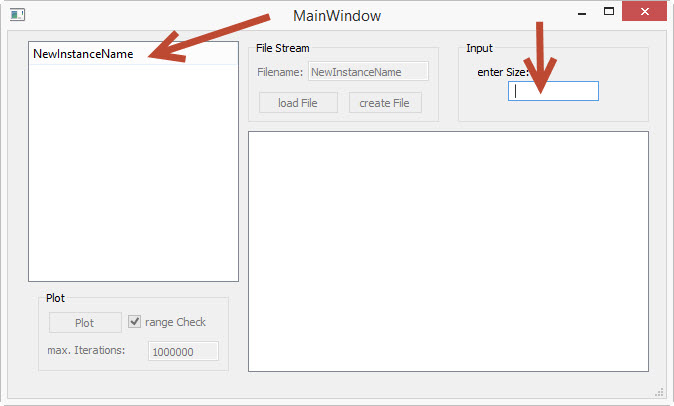 MainWindow
NewInstanceName
File Stream
Filename: NewInstanceName
load File create File
Input
enter Size:
Plot
Plot range Check
max. Iterations: 1000000